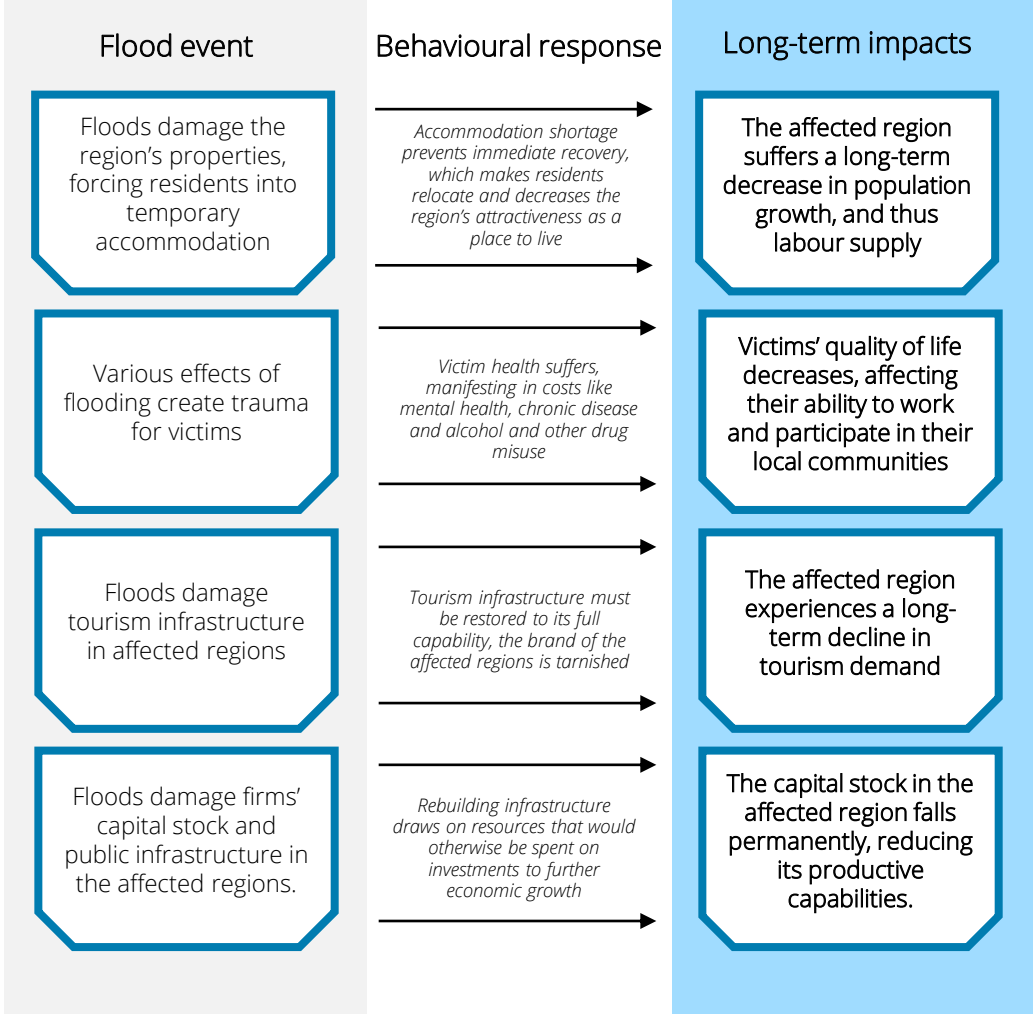 Flood event
Behavioural response
Long-term impacts
Floods damage the
region's properties,
forcing residents into
temporary
accommodation
Accommodation shortage
prevents immediate recovery,
which makes residents
relocate and decreases the
region's attractiveness as a
place to live
The affected region
suffers a long-term
decrease in population
growth, and thus
labour supply
Various effects of
flooding create trauma
for victims
Victim health suffers,
manifesting in costs like
mental health, chronic disease
and alcohol and other drug
misuse
Victims' quality of life
decreases, affecting
their ability to work
and participate in their
local communities
Floods damage
tourism infrastructure
in affected regions
Tourism infrastructure must
be restored to its full
capability, the brand of the
affected regions is tarnished
The affected region
experiences a long-
term decline in
tourism demand
Floods damage firms'
capital stock and
public infrastructure in
the affected regions.
Rebuilding infrastructure
draws on resources that would
otherwise be spent on
investments to further
economic growth
The capital stock in the
affected region falls
permanently, reducing
its productive
capabilities.